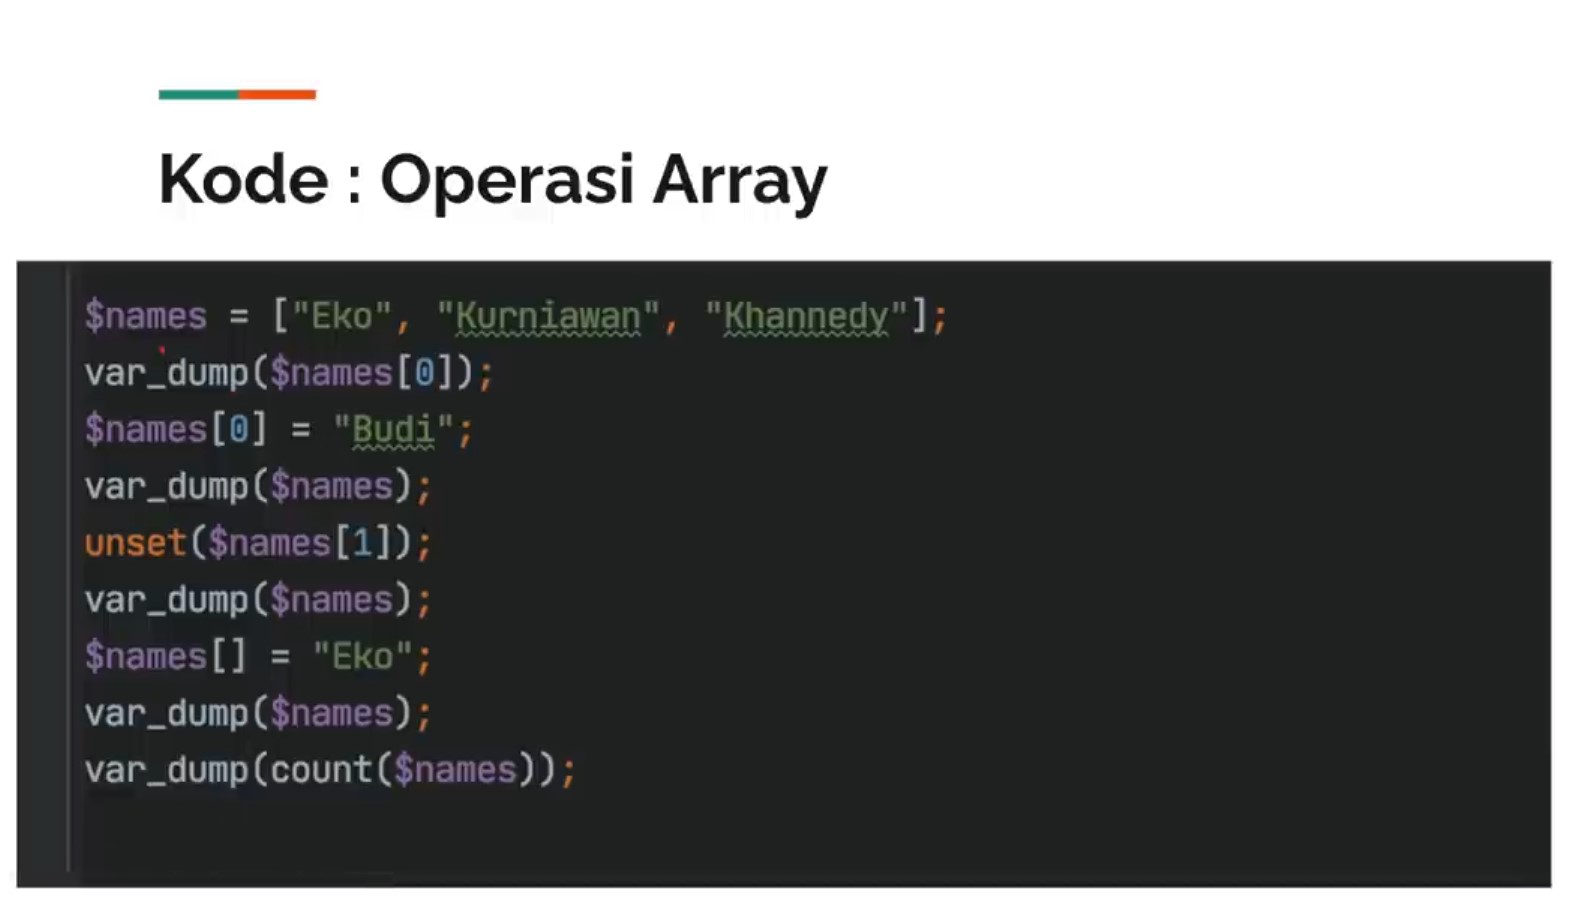 Kode : Operasi Array
$names = ["Eko", "Kurniawan", "Khannedy"];
var_dump($names[0]);
$names[0] = "Budi";
var_dump($names);
unset($names[1]);
var_dump($names);
$names[] = "Eko";
var_dump($names);
var_dump(count($names));